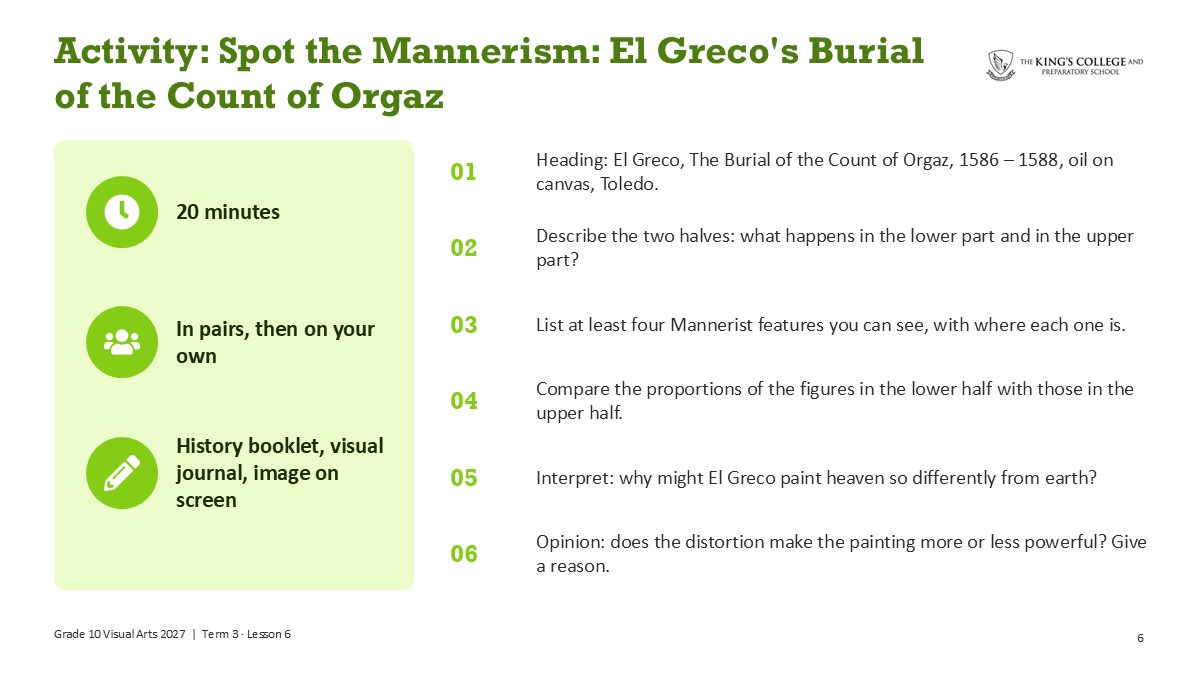 Activity: Spot the Mannerism: El Greco's Burial
of the Count of Orgaz
THE KING'S COLLEGE AND
PREPARATORY SCHOOL
20 minutes
In pairs, then on your
own
History booklet, visual
journal, image on
screen
01
Heading: El Greco, The Burial of the Count of Orgaz, 1586 – 1588, oil on
canvas, Toledo.
02
Describe the two halves: what happens in the lower part and in the upper
part?
03
List at least four Mannerist features you can see, with where each one is.
04
Compare the proportions of the figures in the lower half with those in the
upper half.
05
Interpret: why might El Greco paint heaven so differently from earth?
06
Opinion: does the distortion make the painting more or less powerful? Give
a reason.
Grade 10 Visual Arts 2027 | Term 3 · Lesson 6
6